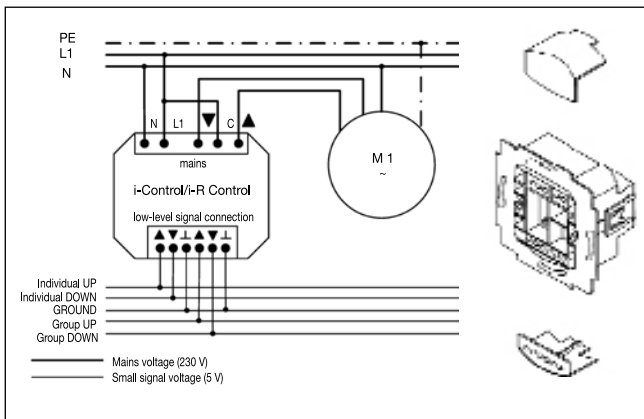 PE
L1
N
N L1 ▼ C ▲
mains
M 1
~
i-Control/i-R Control
low-level signal connection
▲ ▼ ⊥ ▲ ▼ ⊥
Individual UP
Individual DOWN
GROUND
Group UP
Group DOWN
Mains voltage (230 V)
Small signal voltage (5 V)